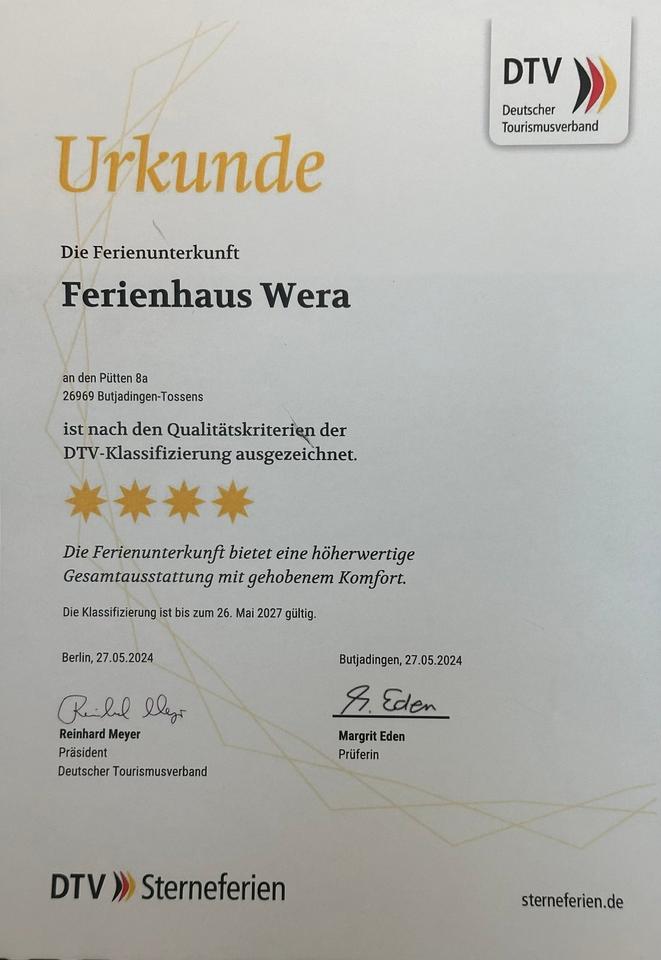 DTV
Deutscher
Tourismusverband
Urkunde
Die Ferienunterkunft
Ferienhaus Wera
an den Pütten 8a
26969 Butjadingen-Tossens
ist nach den Qualitätskriterien der
DTV-Klassifizierung ausgezeichnet.
Die Ferienunterkunft bietet eine höherwertige
Gesamtausstattung mit gehobenem Komfort.
Die Klassifizierung ist bis zum 26. Mai 2027 gültig.
Berlin, 27.05.2024
Reinhard Meyer
Reinhard Meyer
Präsident
Deutscher Tourismusverband
Butjadingen, 27.05.2024
M. Eden
Margrit Eden
Prüferin
DTV Sterneferien
sterneferien.de